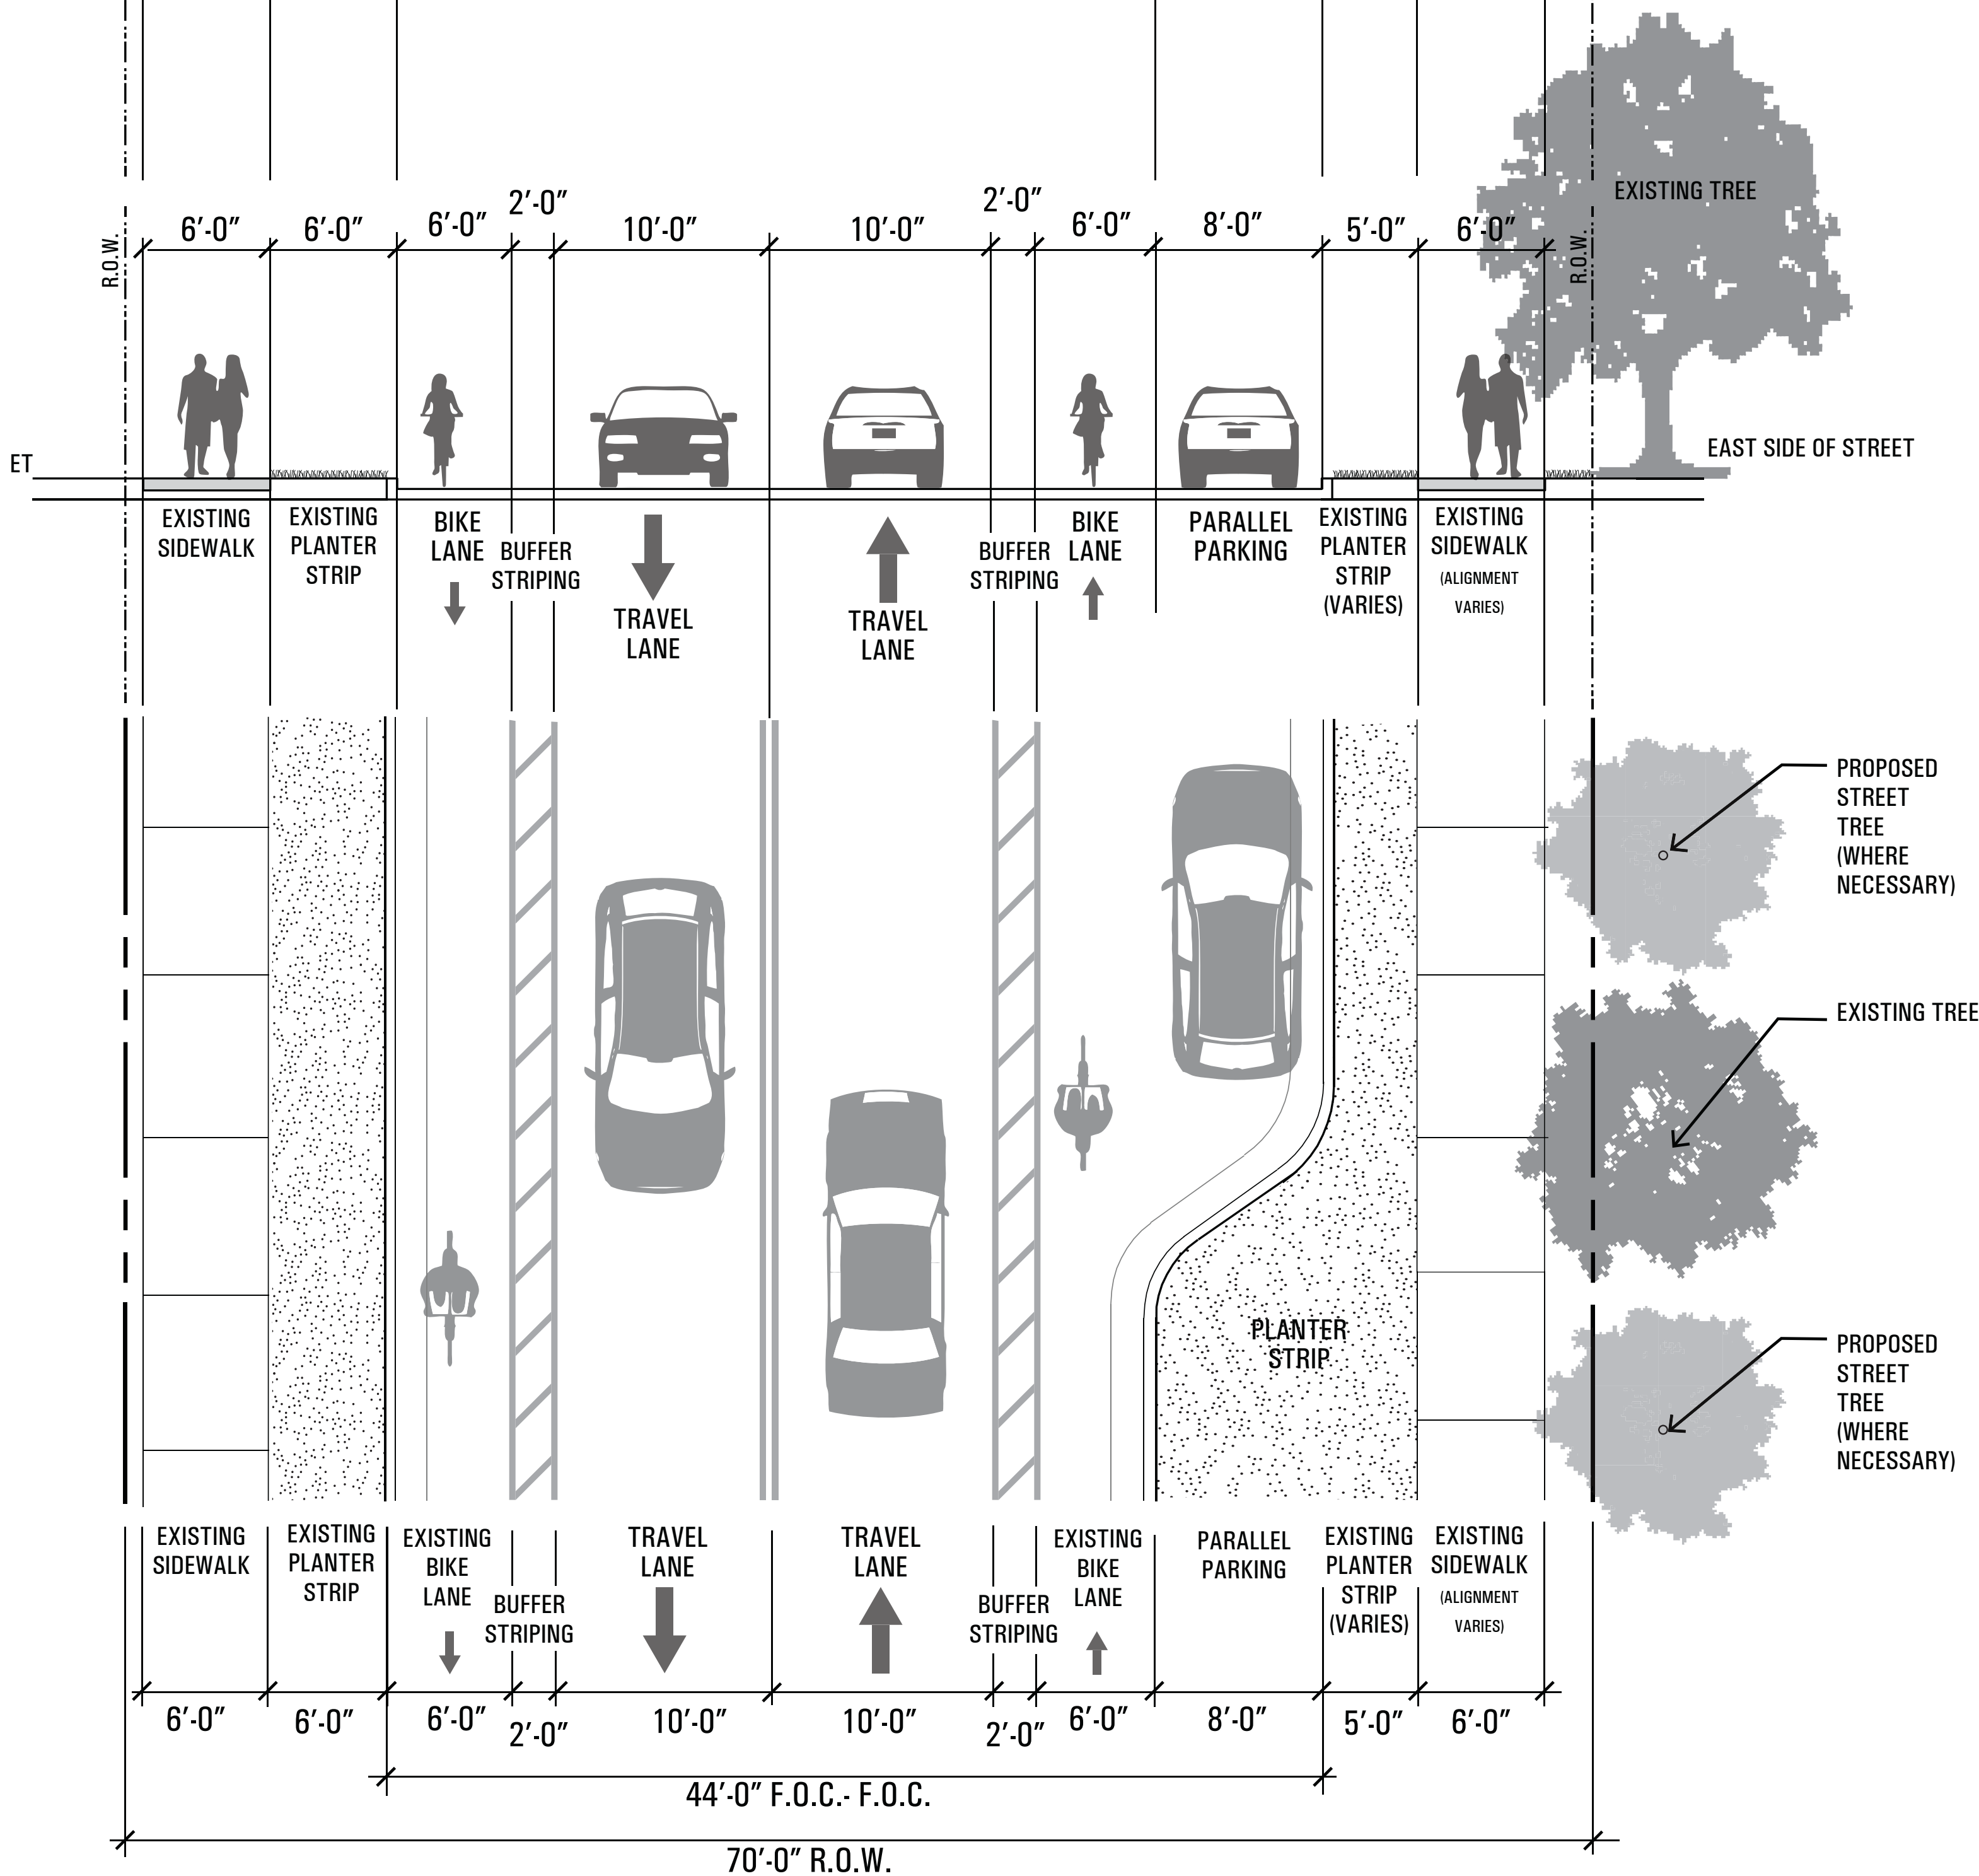 EXISTING TREE
2'-0" 2'-0"
6'-0" 6'-0" 6'-0" 10'-0" 10'-0" 6'-0" 8'-0" 5'-0" 6'-0"
R.O.W. R.O.W.
EAST SIDE OF STREET
ET
EXISTING
SIDEWALK
EXISTING
PLANTER
STRIP
BIKE
LANE
BUFFER
STRIPING
TRAVEL
LANE
TRAVEL
LANE
BUFFER
STRIPING
BIKE
LANE
PARALLEL
PARKING
EXISTING
PLANTER
STRIP
(VARIES)
EXISTING
SIDEWALK
(ALIGNMENT
VARIES)
PROPOSED
STREET
TREE
(WHERE
NECESSARY)
EXISTING TREE
PLANTER
STRIP
PROPOSED
STREET
TREE
(WHERE
NECESSARY)
EXISTING
SIDEWALK
EXISTING
PLANTER
STRIP
EXISTING
BIKE
LANE
BUFFER
STRIPING
TRAVEL
LANE
TRAVEL
LANE
BUFFER
STRIPING
EXISTING
BIKE
LANE
PARALLEL
PARKING
EXISTING
PLANTER
STRIP
(VARIES)
EXISTING
SIDEWALK
(ALIGNMENT
VARIES)
6'-0" 6'-0" 6'-0" 2'-0" 10'-0" 10'-0" 2'-0" 6'-0" 8'-0" 5'-0" 6'-0"
44'-0" F.O.C.- F.O.C.
70'-0" R.O.W.